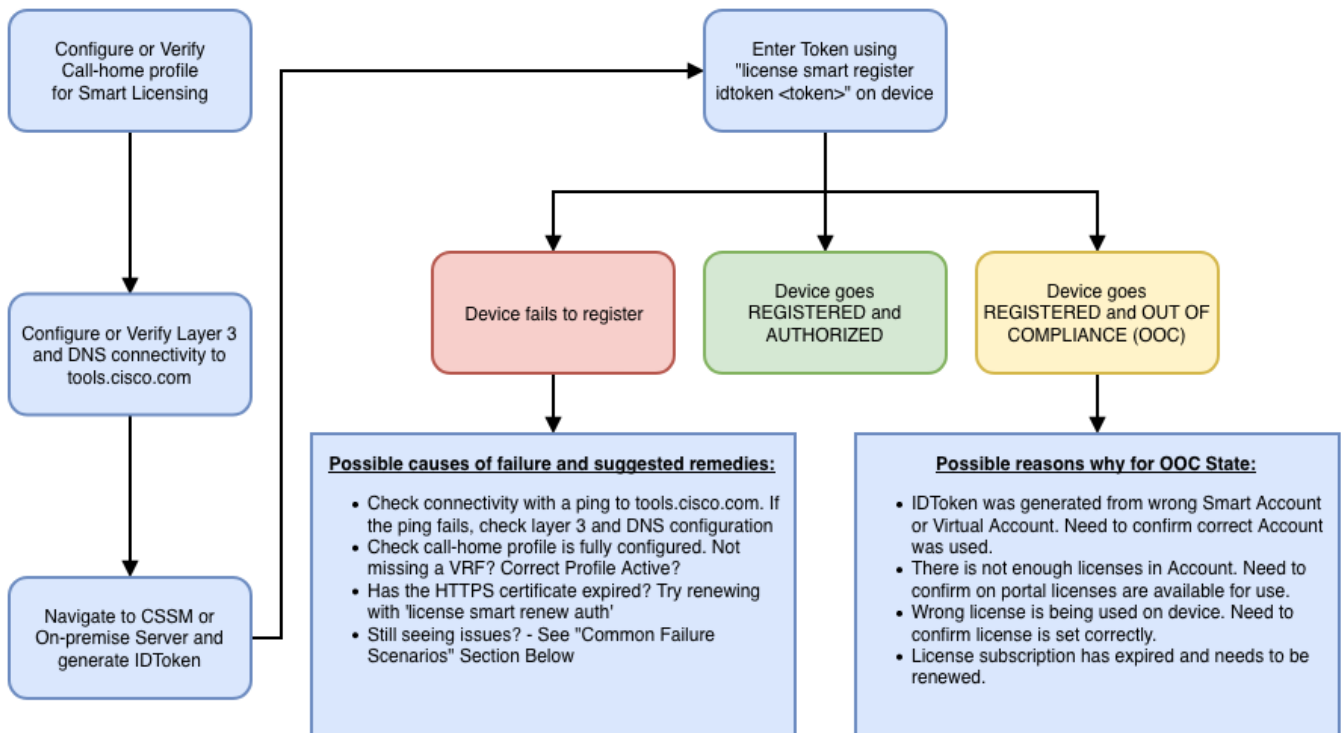 Configure or Verify
Call-home profile
for Smart Licensing
Configure or Verify Layer 3
and DNS connectivity to
tools.cisco.com
Navigate to CSSM or
On-premise Server and
generate IDToken
Enter Token using
"license smart register
idtoken <token>" on device
Device fails to register
Device goes
REGISTERED and
AUTHORIZED
Device goes
REGISTERED and OUT OF
COMPLIANCE (OOC)
Possible causes of failure and suggested remedies:
• Check connectivity with a ping to tools.cisco.com. If
the ping fails, check layer 3 and DNS configuration
• Check call-home profile is fully configured. Not
missing a VRF? Correct Profile Active?
• Has the HTTPS certificate expired? Try renewing
with 'license smart renew auth'
• Still seeing issues? - See "Common Failure
Scenarios" Section Below
Possible reasons why for OOC State:
• IDToken was generated from wrong Smart Account
or Virtual Account. Need to confirm correct Account
was used.
• There is not enough licenses in Account. Need to
confirm on portal licenses are available for use.
• Wrong license is being used on device. Need to
confirm license is set correctly.
• License subscription has expired and needs to be
renewed.